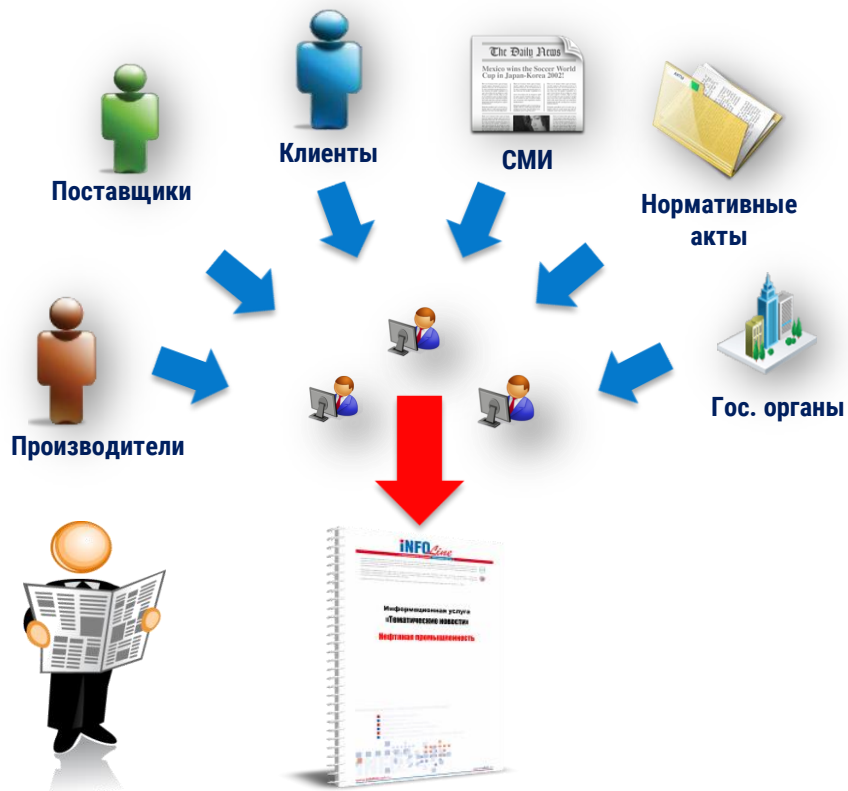 The Daily News
Mexico wins the Soccer World
Cup in Japan-Korea 2002!
Клиенты
СМИ
Поставщики
Нормативные
акты
Гос. органы
Производители
iNFOLine
Информационная услуга
«Тематические новости»
Нефтяная промышленность